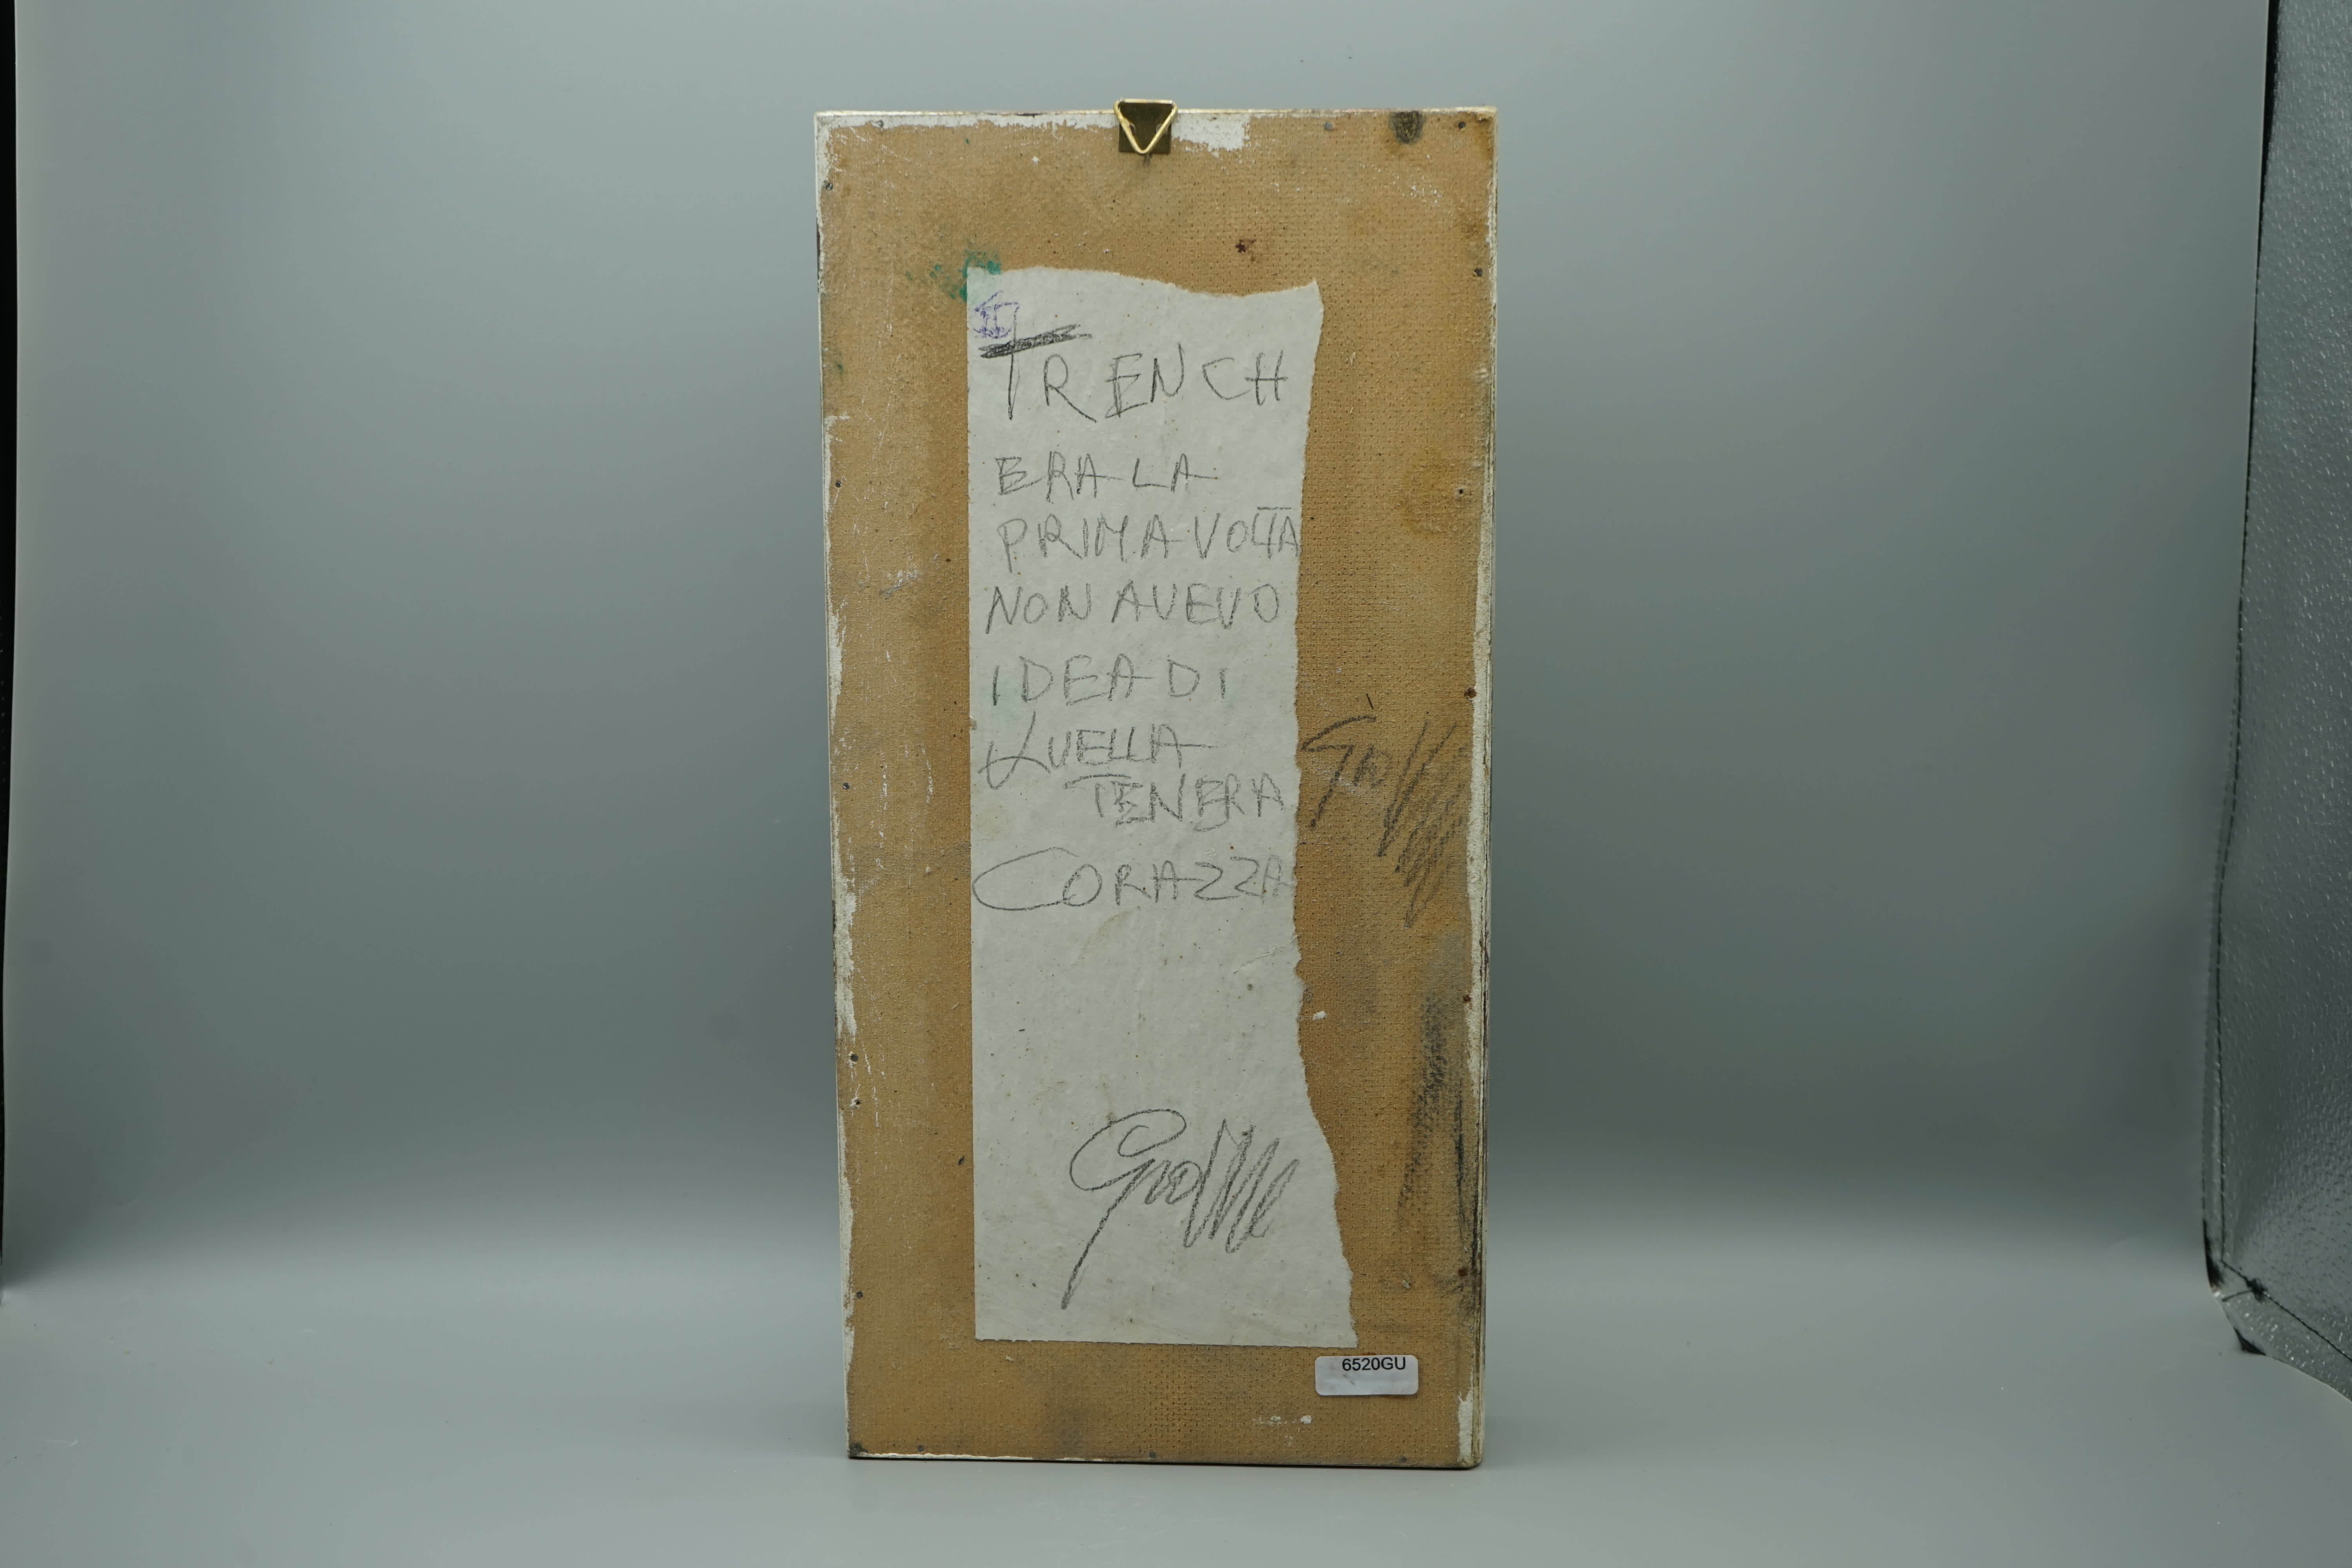 TRENCH
ERA LA
PRIMA VOLTA
NON AVEVO
IDEA DI
QUELLA
TENERA
CORAZZA
6520GU